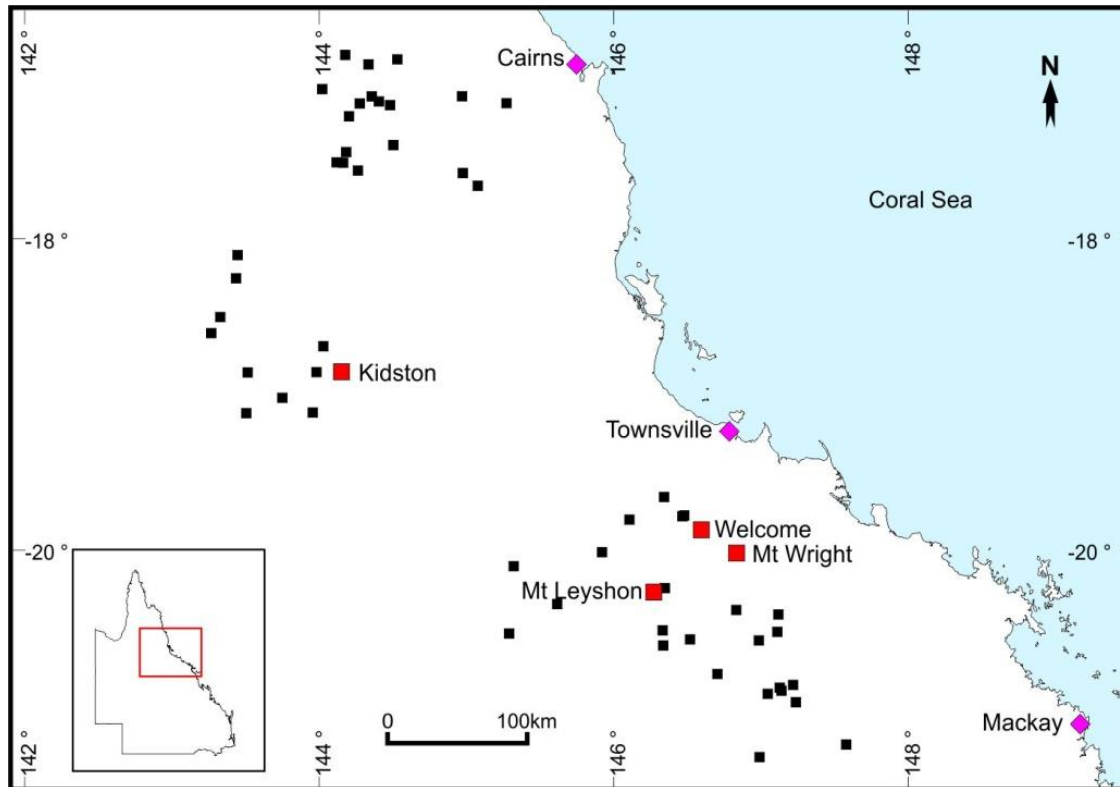 142 °
144 °
146 °
148 °
Cairns
N
Coral Sea
-18 °
-18 °
Kidston
Townsville
Welcome
-20 °
Mt Wright
-20 °
Mt Leyshon
0
100km
Mackay
142 °
144 °
146 °
148 °